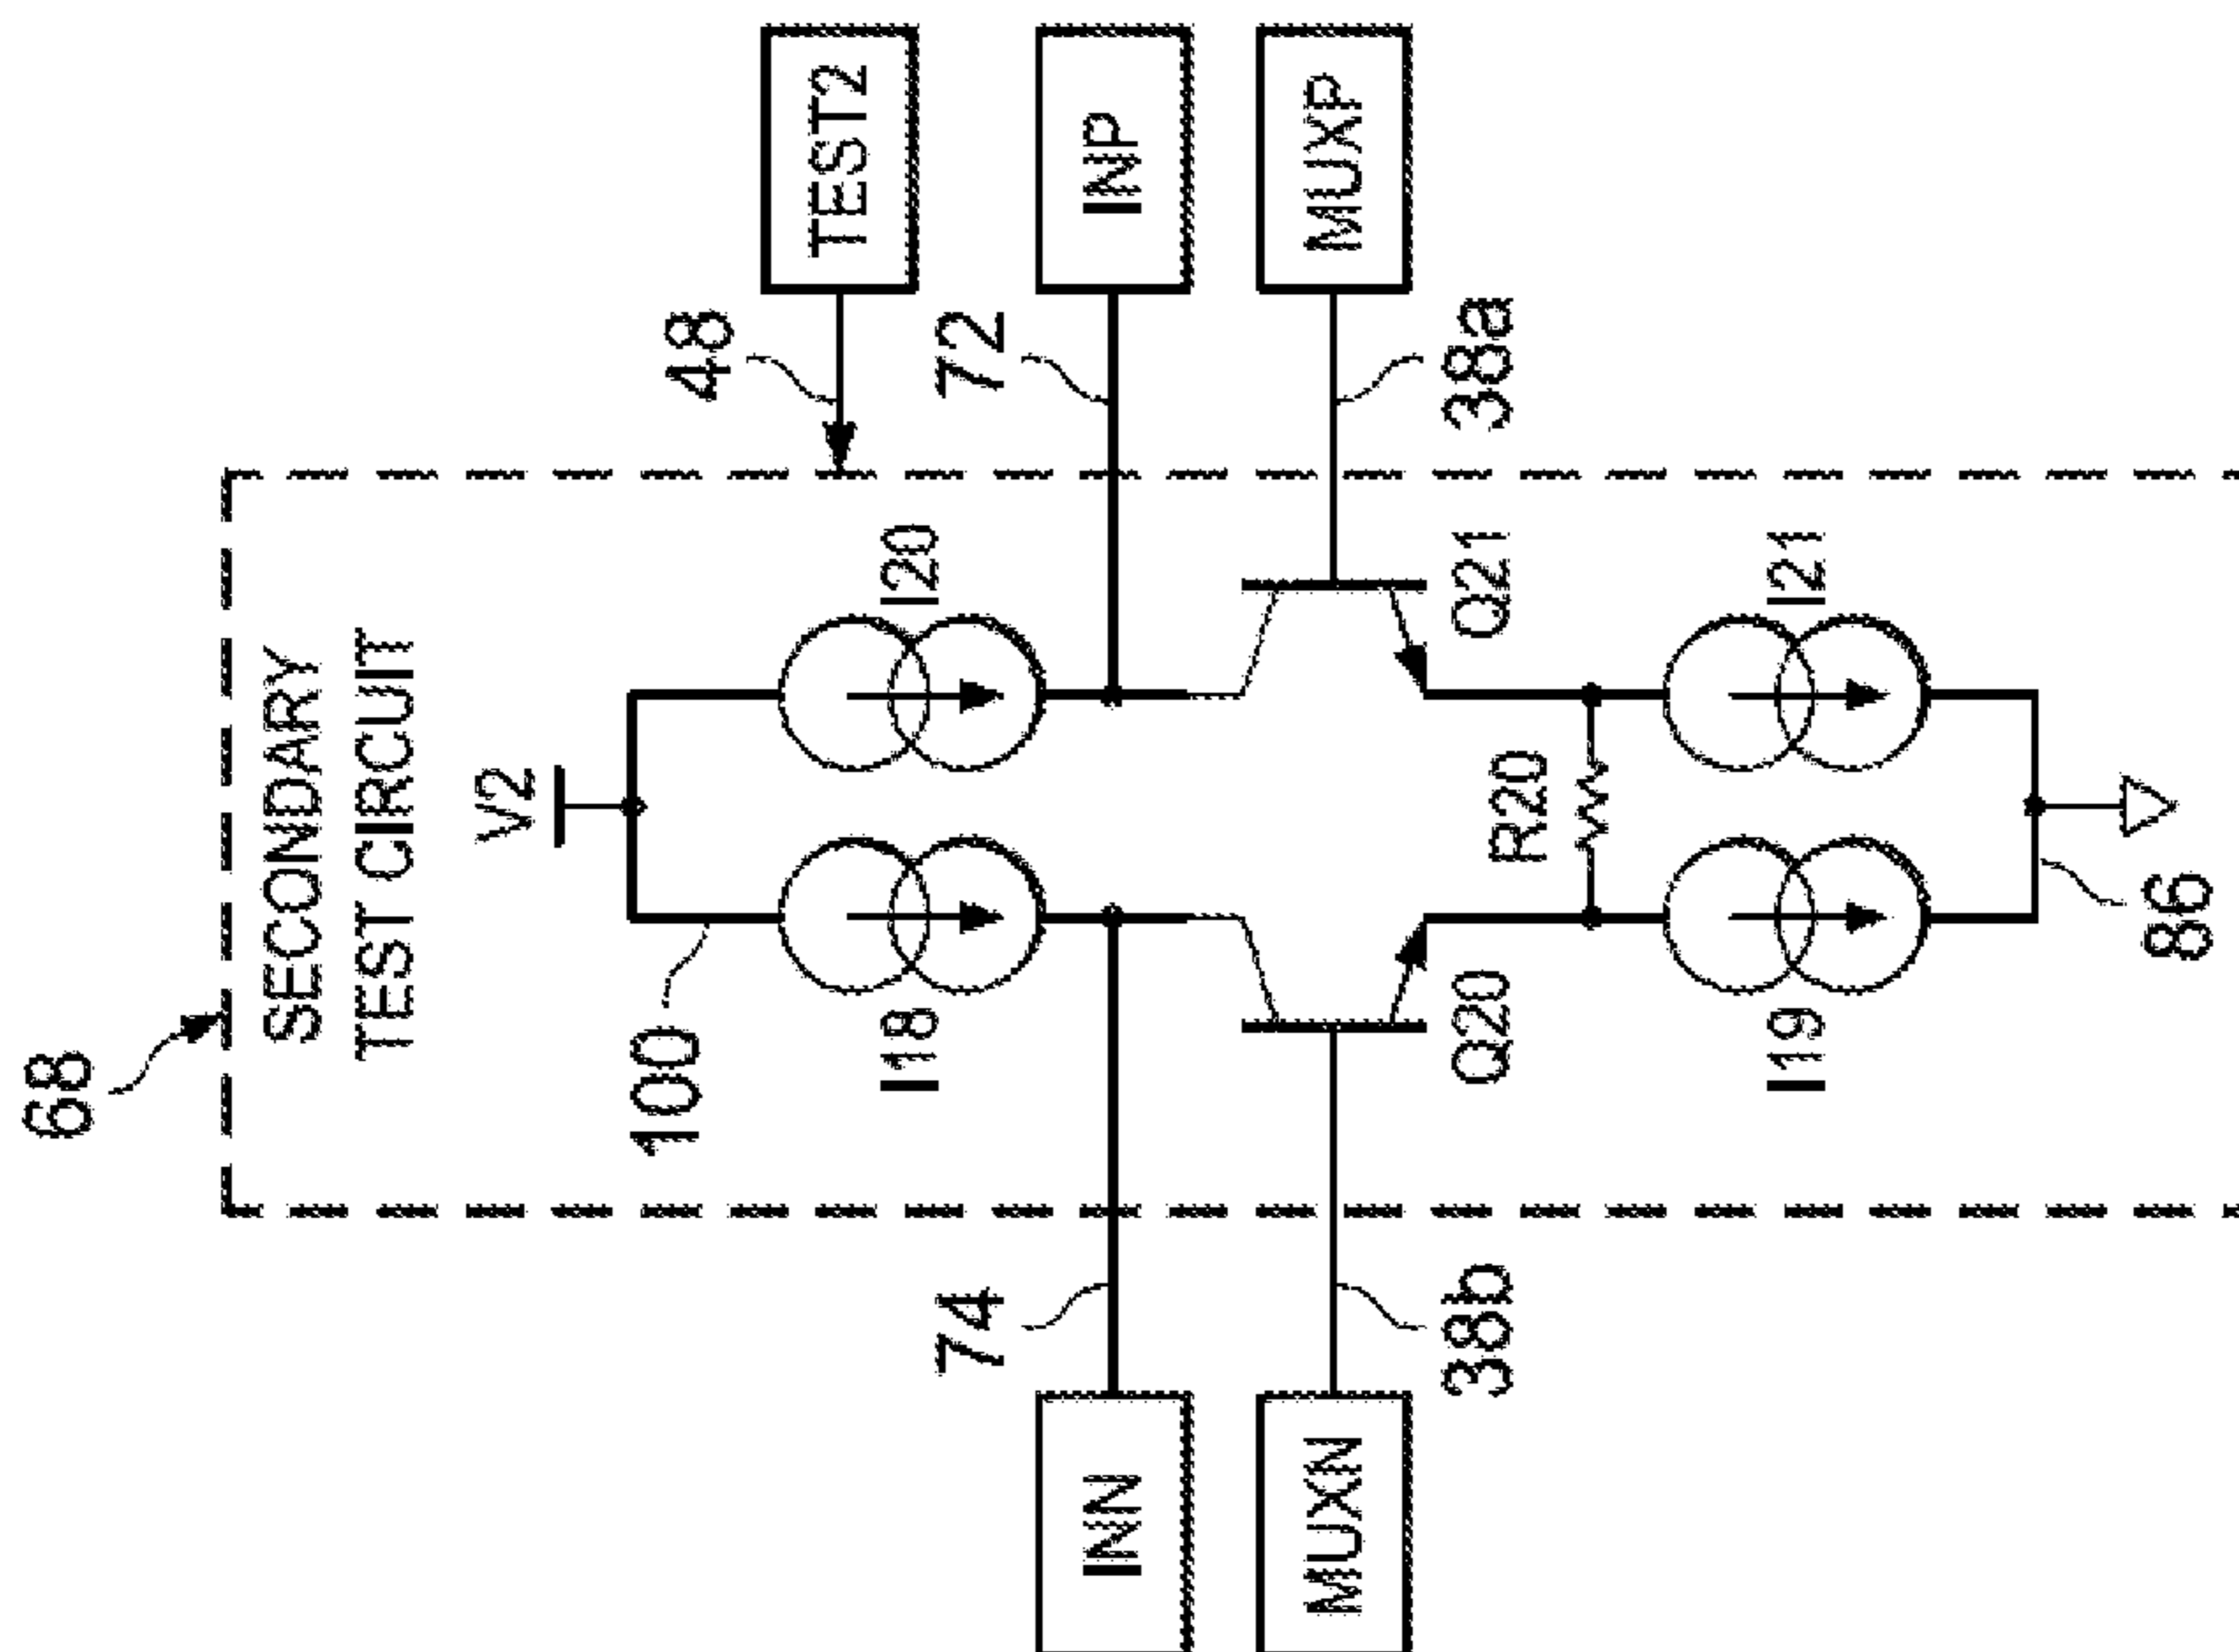 68
SECONDARY
TEST CIRCUIT
V2
100
48
TEST2
I18
I20
74
72
INN
INP
MUXN
MUXP
38b
Q20
Q21
38a
R20
I19
I21
86